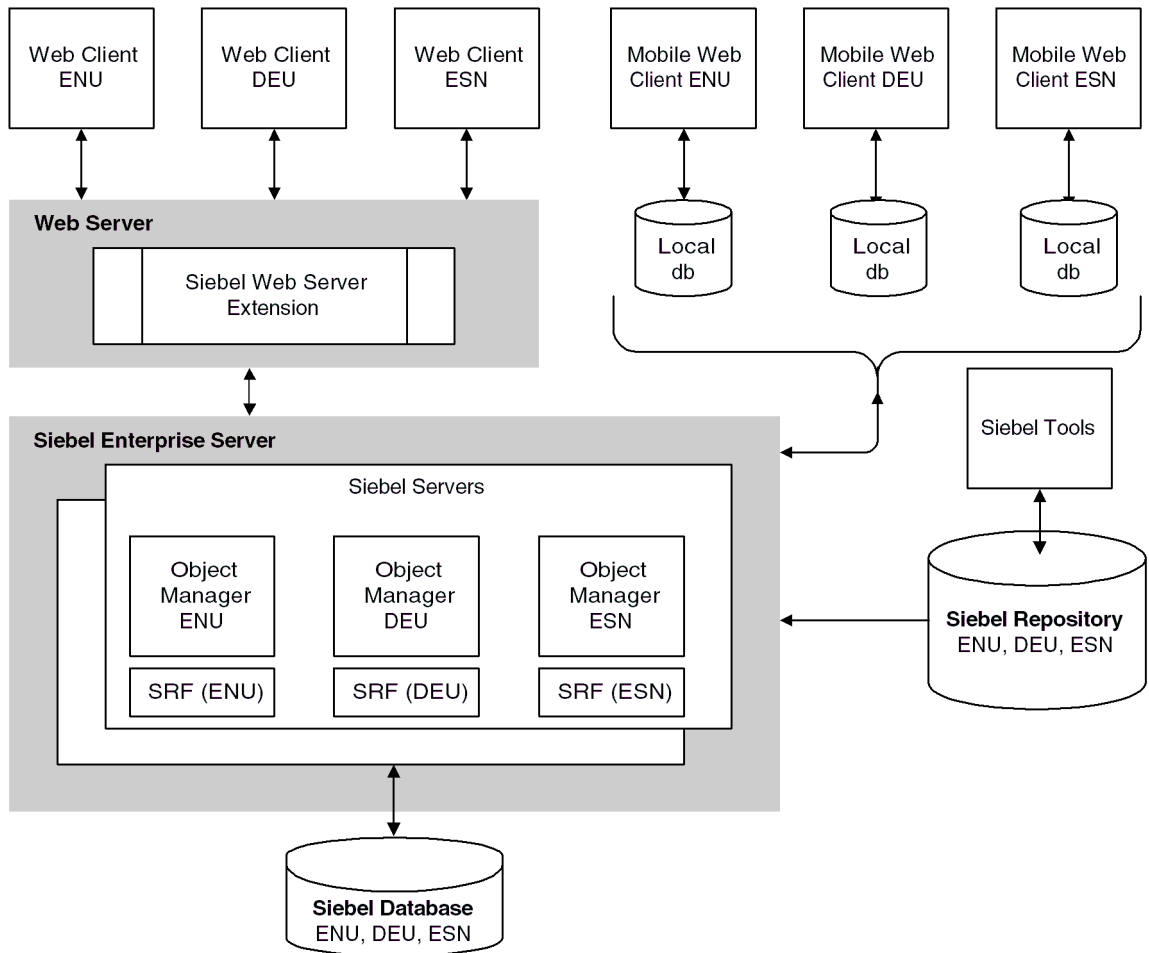 Web Client
ENU
Web Client
DEU
Web Client
ESN
Mobile Web
Client ENU
Mobile Web
Client DEU
Mobile Web
Client ESN
Web Server
Siebel Web Server
Extension
Local
db
Local
db
Local
db
Siebel Tools
Siebel Enterprise Server
Siebel Servers
Object
Manager
ENU
Object
Manager
DEU
Object
Manager
ESN
SRF (ENU)
SRF (DEU)
SRF (ESN)
Siebel Repository
ENU, DEU, ESN
Siebel Database
ENU, DEU, ESN